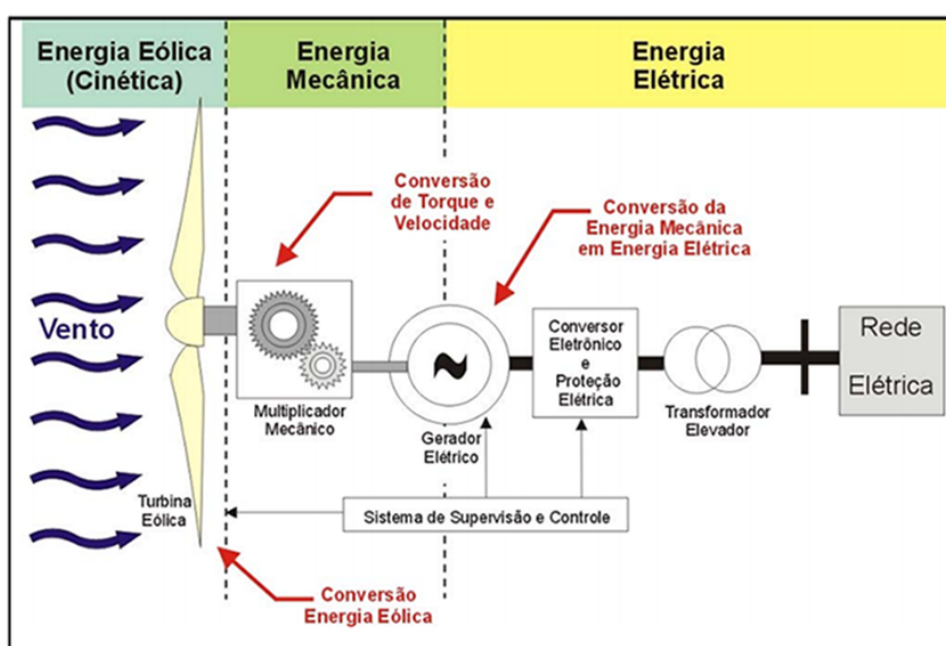 Energia Eólica
(Cinética)
Energia
Mecânica
Energia
Elétrica
Conversão
de Torque e
Velocidade
Conversão da
Energia Mecânica
em Energia Elétrica
Vento
Multiplicador
Mecânico
Gerador
Elétrico
Conversor
Eletrônico
e
Proteção
Elétrica
Transformador
Elevador
Rede
Elétrica
Turbina
Eólica
Sistema de Supervisão e Controle
Conversão
Energia Eólica